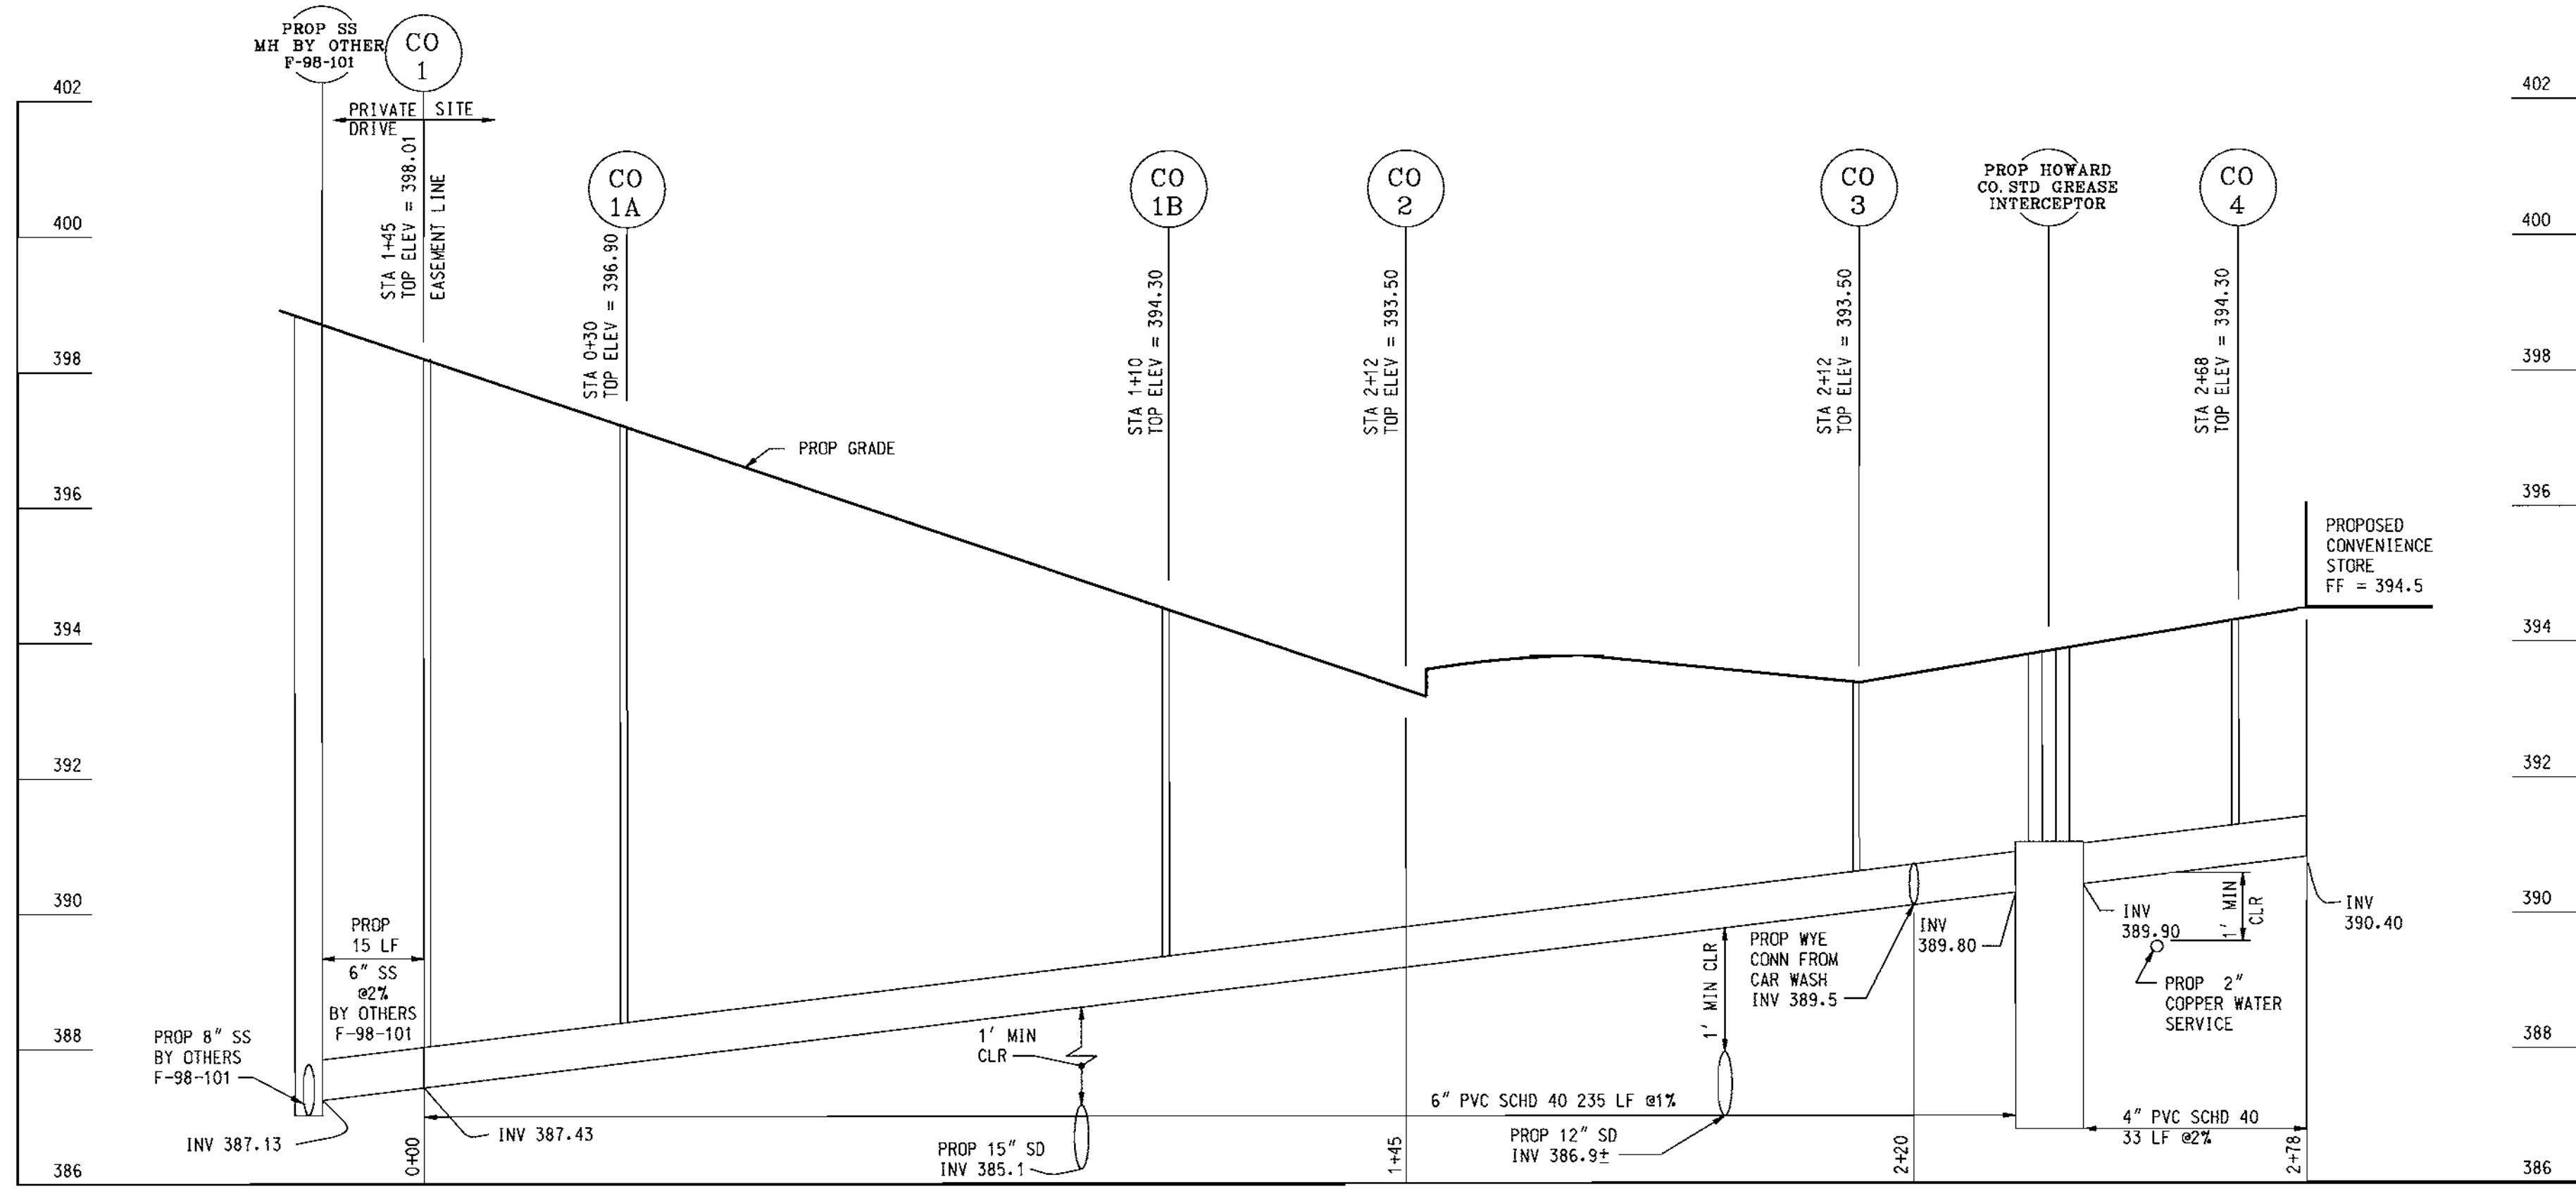 PROP SS
MH BY OTHER
F-98-101
CO
1
402
402
PRIVATE SITE
DRIVE
STA 1+45
TOP ELEV = 398.01
EASEMENT LINE
CO
1A
STA 0+30
TOP ELEV = 396.90
CO
1B
STA 1+10
TOP ELEV = 394.30
CO
2
STA 2+12
TOP ELEV = 393.50
CO
3
STA 2+12
TOP ELEV = 393.50
PROP HOWARD
CO. STD GREASE
INTERCEPTOR
CO
4
STA 2+68
TOP ELEV = 394.30
400
400
398
398
PROP GRADE
396
396
PROPOSED
CONVENIENCE
STORE
FF = 394.5
394
394
392
392
390
390
PROP
15 LF
6" SS
@2%
BY OTHERS
F-98-101
PROP 8" SS
BY OTHERS
F-98-101
388
388
1' MIN
CLR
1' MIN CLR
PROP WYE
CONN FROM
CAR WASH
INV 389.5
INV
389.80
INV
389.90
1' MIN
CLR
INV
390.40
PROP 2"
COPPER WATER
SERVICE
6" PVC SCHD 40 235 LF @1%
4" PVC SCHD 40
33 LF @2%
INV 387.13
INV 387.43
PROP 15" SD
INV 385.1
PROP 12" SD
INV 386.9±
0+00
1+45
2+20
2+78
386
386